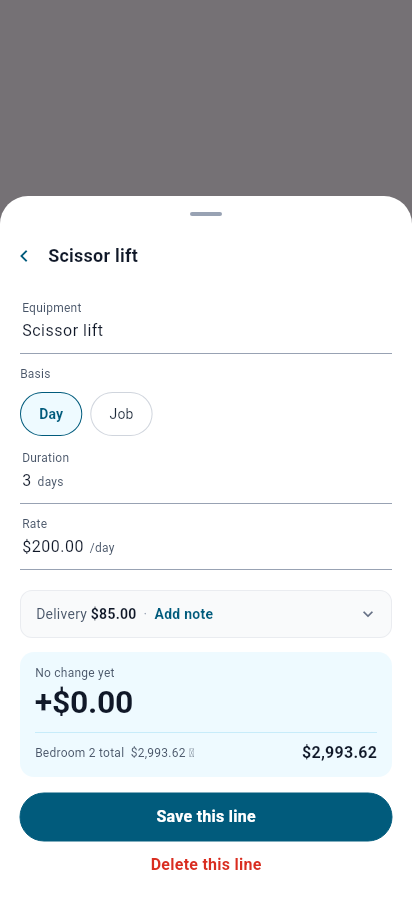 Scissor lift
Equipment
Scissor lift
Basis
Day Job
Duration
3 days
Rate
$200.00 /day
Delivery $85.00 · Add note
No change yet
+$0.00
Bedroom 2 total $2,993.62 $2,993.62
Save this line
Delete this line